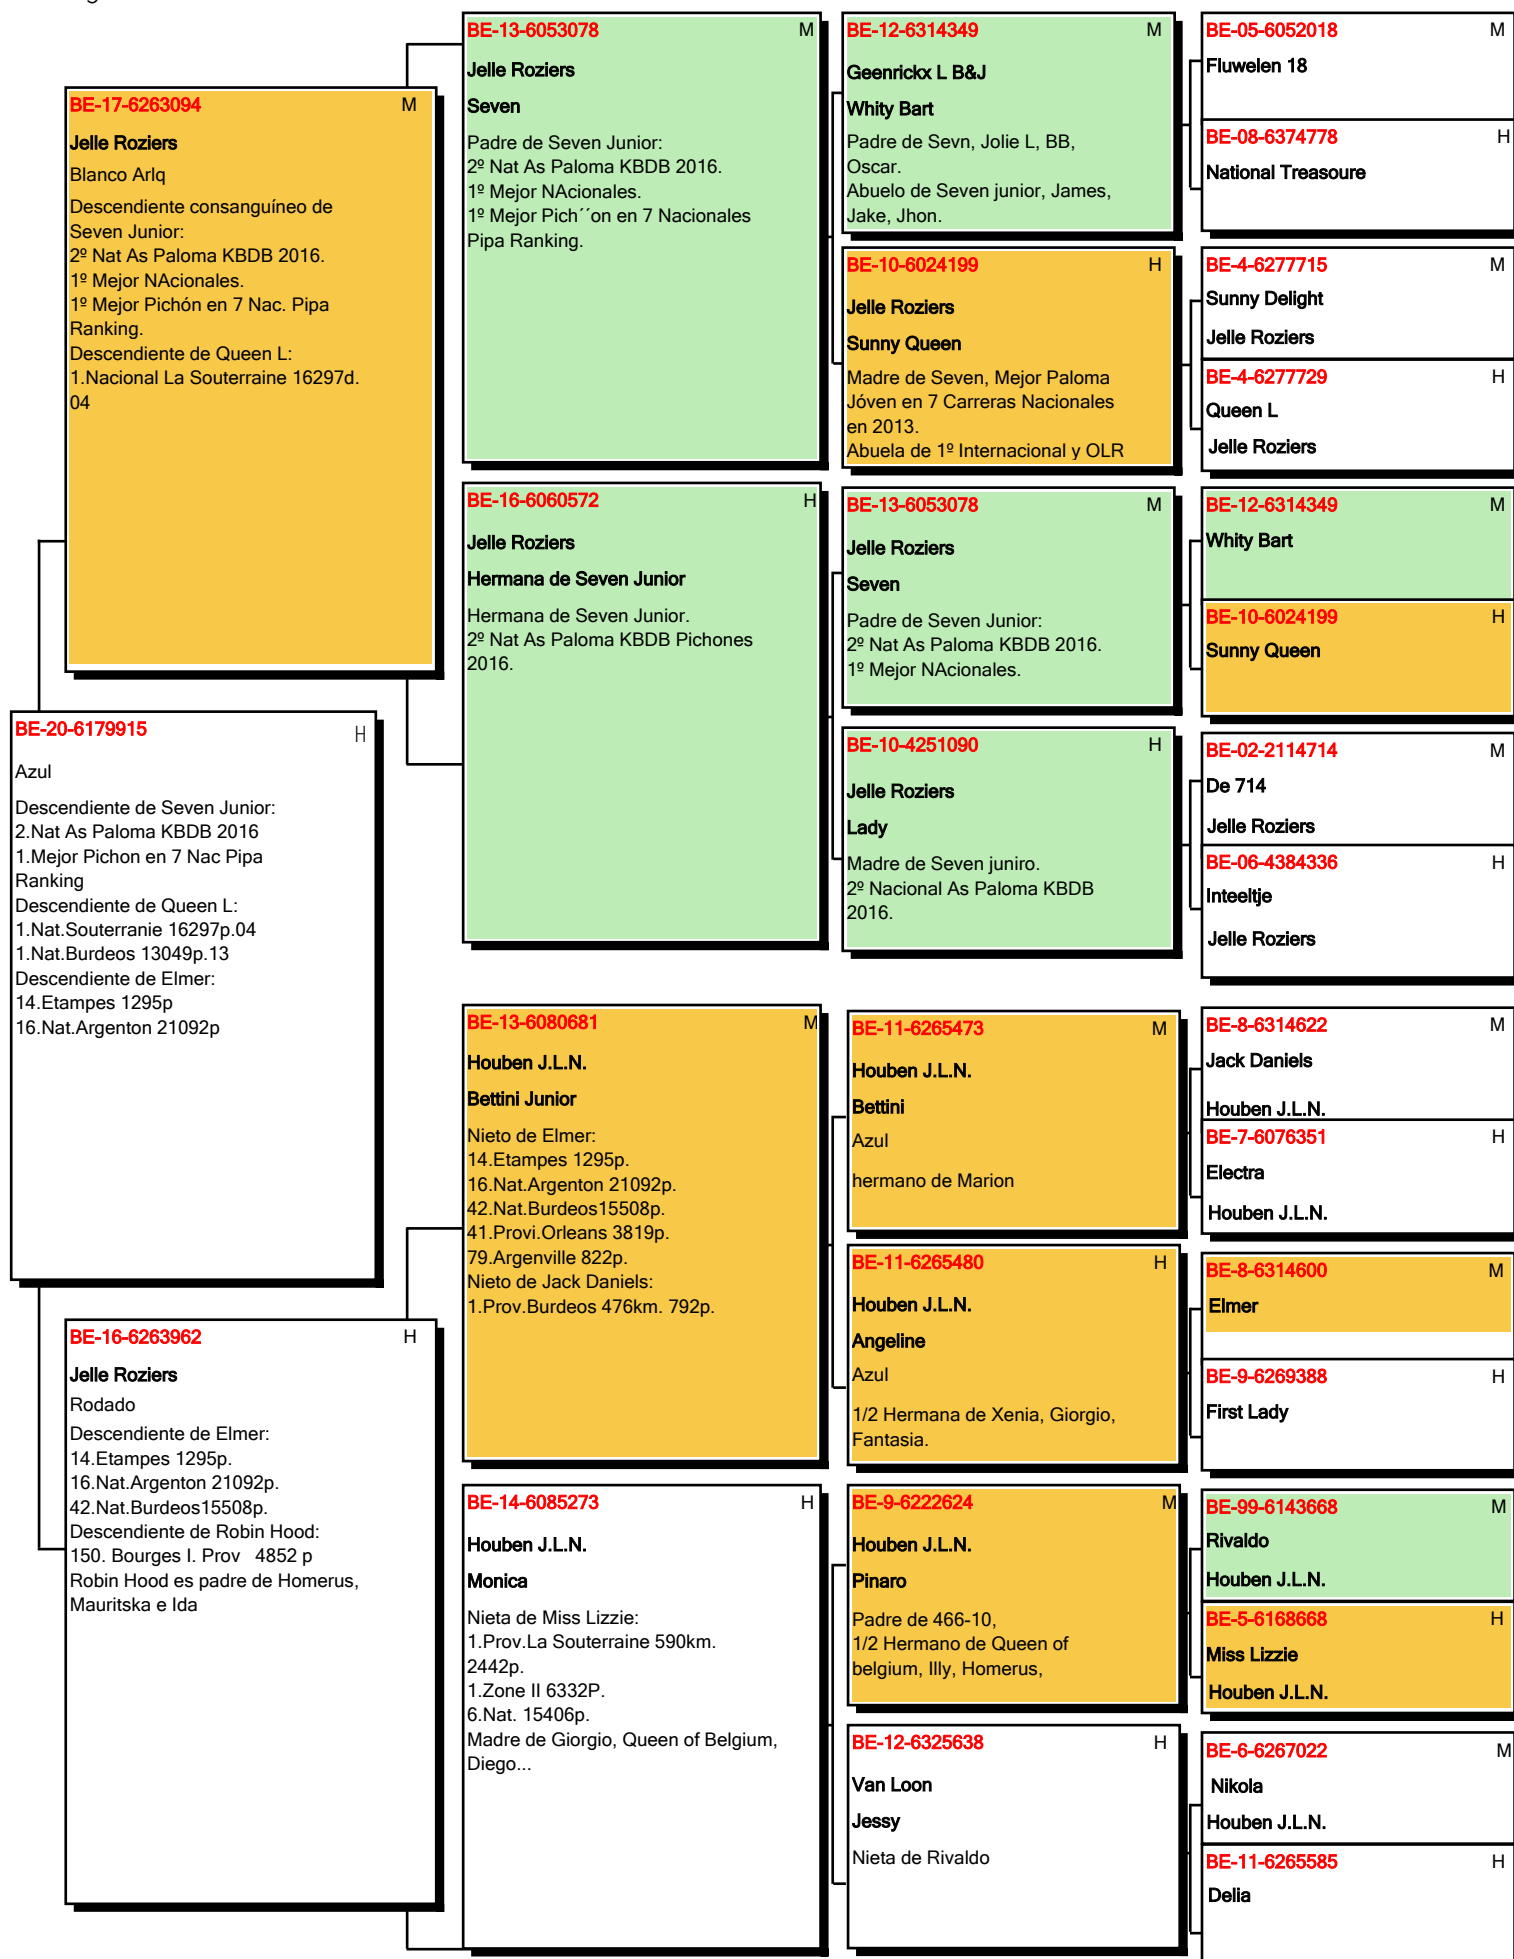 BE-20-6179915 H
Azul
Descendiente de Seven Junior:
2.Nat As Paloma KBDB 2016
1.Mejor Pichon en 7 Nac Pipa
Ranking
Descendiente de Queen L:
1.Nat.Souterranie 16297p.04
1.Nat.Burdeos 13049p.13
Descendiente de Elmer:
14.Etampes 1295p
16.Nat.Argenton 21092p
BE-17-6263094 M
Jelle Roziers
Blanco Arlq
Descendiente consanguíneo de
Seven Junior:
2º Nat As Paloma KBDB 2016.
1º Mejor NAcionales.
1º Mejor Pichón en 7 Nac. Pipa
Ranking.
Descendiente de Queen L:
1.Nacional La Souterraine 16297d.
04
BE-16-6263962 H
Jelle Roziers
Rodado
Descendiente de Elmer:
14.Etampes 1295p.
16.Nat.Argenton 21092p.
42.Nat.Burdeos15508p.
Descendiente de Robin Hood:
150. Bourges I. Prov 4852 p
Robin Hood es padre de Homerus,
Mauritska e Ida
BE-13-6053078 M
Jelle Roziers
Seven
Padre de Seven Junior:
2º Nat As Paloma KBDB 2016.
1º Mejor NAcionales.
1º Mejor Pich´´on en 7 Nacionales
Pipa Ranking.
BE-16-6060572 H
Jelle Roziers
Hermana de Seven Junior
Hermana de Seven Junior.
2º Nat As Paloma KBDB Pichones
2016.
BE-13-6080681 M
Houben J.L.N.
Bettini Junior
Nieto de Elmer:
14.Etampes 1295p.
16.Nat.Argenton 21092p.
42.Nat.Burdeos15508p.
41.Provi.Orleans 3819p.
79.Argenville 822p.
Nieto de Jack Daniels:
1.Prov.Burdeos 476km. 792p.
BE-14-6085273 H
Houben J.L.N.
Monica
Nieta de Miss Lizzie:
1.Prov.La Souterraine 590km.
2442p.
1.Zone II 6332P.
6.Nat. 15406p.
Madre de Giorgio, Queen of Belgium,
Diego...
BE-12-6314349 M
Geenrickx L B&J
Whity Bart
Padre de Sevn, Jolie L, BB,
Oscar.
Abuelo de Seven junior, James,
Jake, Jhon.
BE-10-6024199 H
Jelle Roziers
Sunny Queen
Madre de Seven, Mejor Paloma
Jóven en 7 Carreras Nacionales
en 2013.
Abuela de 1º Internacional y OLR
BE-13-6053078 M
Jelle Roziers
Seven
Padre de Seven Junior:
2º Nat As Paloma KBDB 2016.
1º Mejor NAcionales.
BE-10-4251090 H
Jelle Roziers
Lady
Madre de Seven juniro.
2º Nacional As Paloma KBDB
2016.
BE-11-6265473 M
Houben J.L.N.
Bettini
Azul
hermano de Marion
BE-11-6265480 H
Houben J.L.N.
Angeline
Azul
1/2 Hermana de Xenia, Giorgio,
Fantasia.
BE-9-6222624 M
Houben J.L.N.
Pinaro
Padre de 466-10,
1/2 Hermano de Queen of
belgium, Illy, Homerus,
BE-12-6325638 H
Van Loon
Jessy
Nieta de Rivaldo
BE-05-6052018 M
Fluwelen 18
BE-08-6374778 H
National Treasoure
BE-4-6277715 M
Sunny Delight
Jelle Roziers
BE-4-6277729 H
Queen L
Jelle Roziers
BE-12-6314349 M
Whity Bart
BE-10-6024199 H
Sunny Queen
BE-02-2114714 M
De 714
Jelle Roziers
BE-06-4384336 H
Inteeltje
Jelle Roziers
BE-8-6314622 M
Jack Daniels
Houben J.L.N.
BE-7-6076351 H
Electra
Houben J.L.N.
BE-8-6314600 M
Elmer
BE-9-6269388 H
First Lady
BE-99-6143668 M
Rivaldo
Houben J.L.N.
BE-5-6168668 H
Miss Lizzie
Houben J.L.N.
BE-6-6267022 M
Nikola
Houben J.L.N.
BE-11-6265585 H
Delia